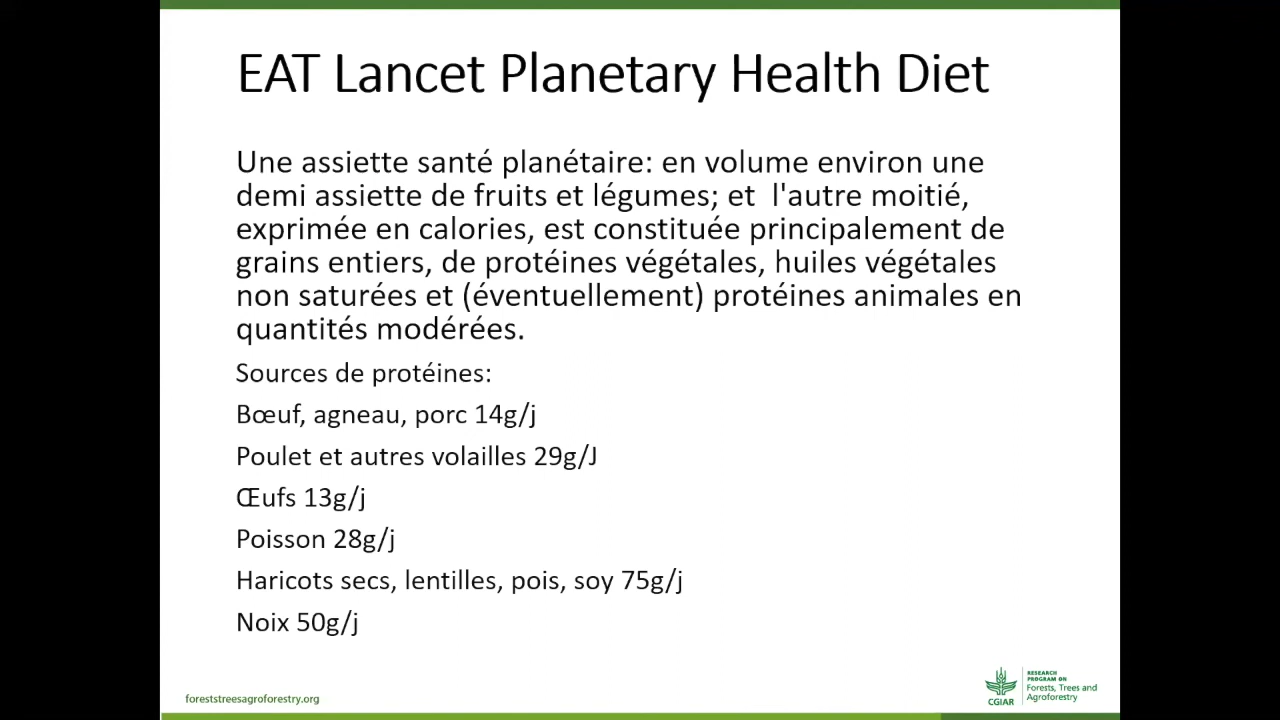 EAT Lancet Planetary Health Diet
Une assiette santé planétaire: en volume environ une
demi assiette de fruits et légumes; et  l'autre moitié,
exprimée en calories, est constituée principalement de
grains entiers, de protéines végétales, huiles végétales
non saturées et (éventuellement) protéines animales en
quantités modérées.
Sources de protéines:
Bœuf, agneau, porc 14g/j
Poulet et autres volailles 29g/J
Œufs 13g/j
Poisson 28g/j
Haricots secs, lentilles, pois, soy 75g/j
Noix 50g/j
foreststreesagroforestry.org
CGIAR
RESEARCH
PROGRAM ON
Forests, Trees and
Agroforestry